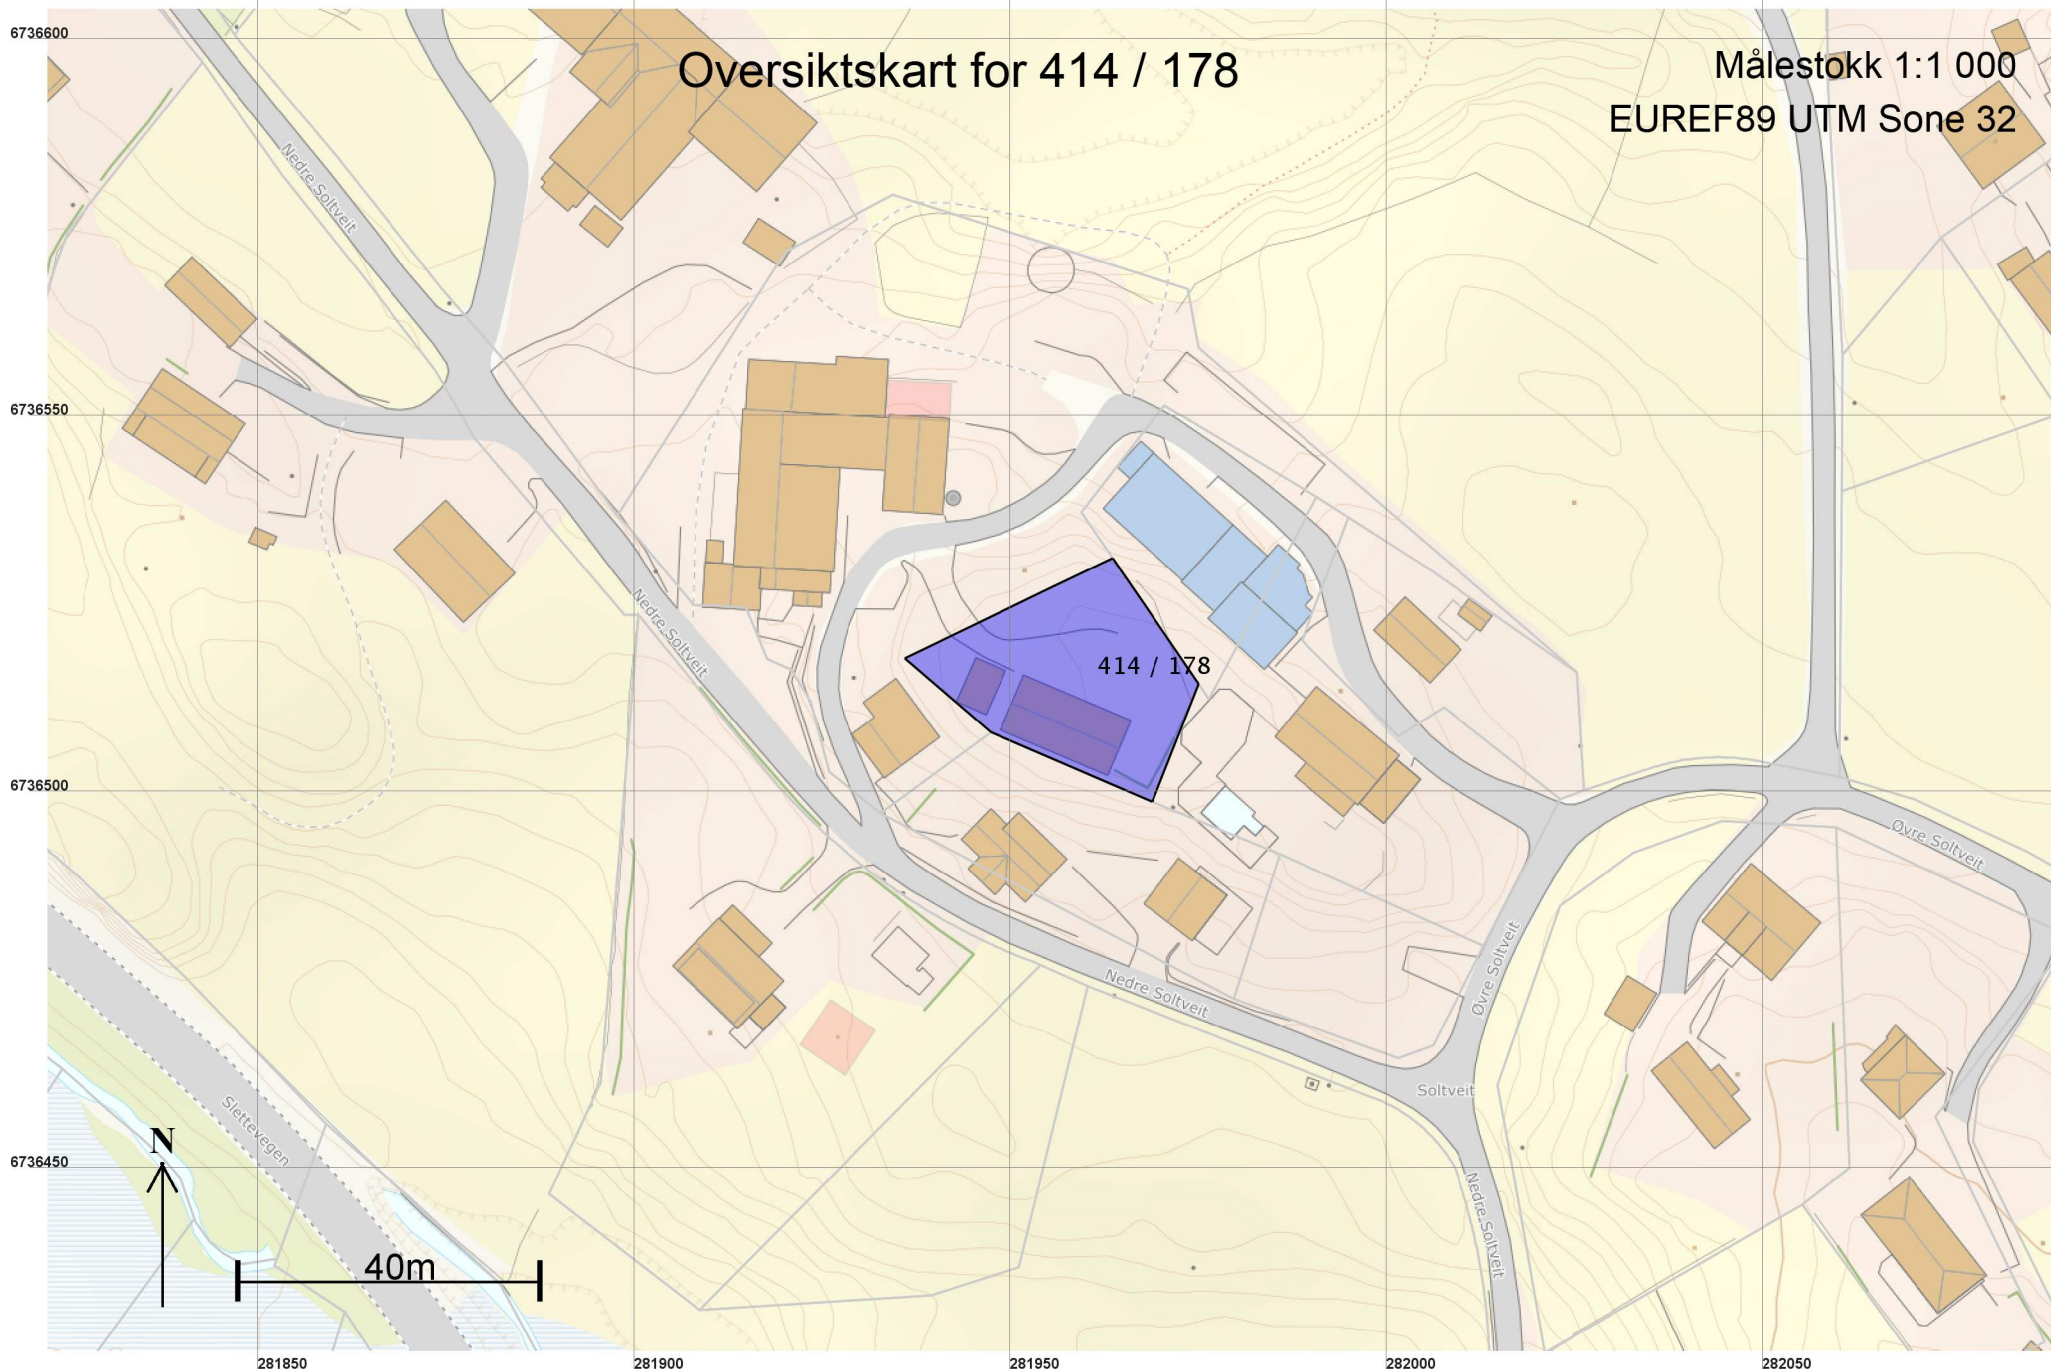 6736600
Oversiktskart for 414 / 178
Målestokk 1:1 000
EUREF89 UTM Sone 32
Nedre Soltveit
6736550
Nedre Soltveit
414 / 178
6736500
Øvre Soltveit
Øvre Soltveit
Nedre Soltveit
Soltveit
Slettevegen
N
6736450
Nedre Soltveit
40m
281850
281900
281950
282000
282050